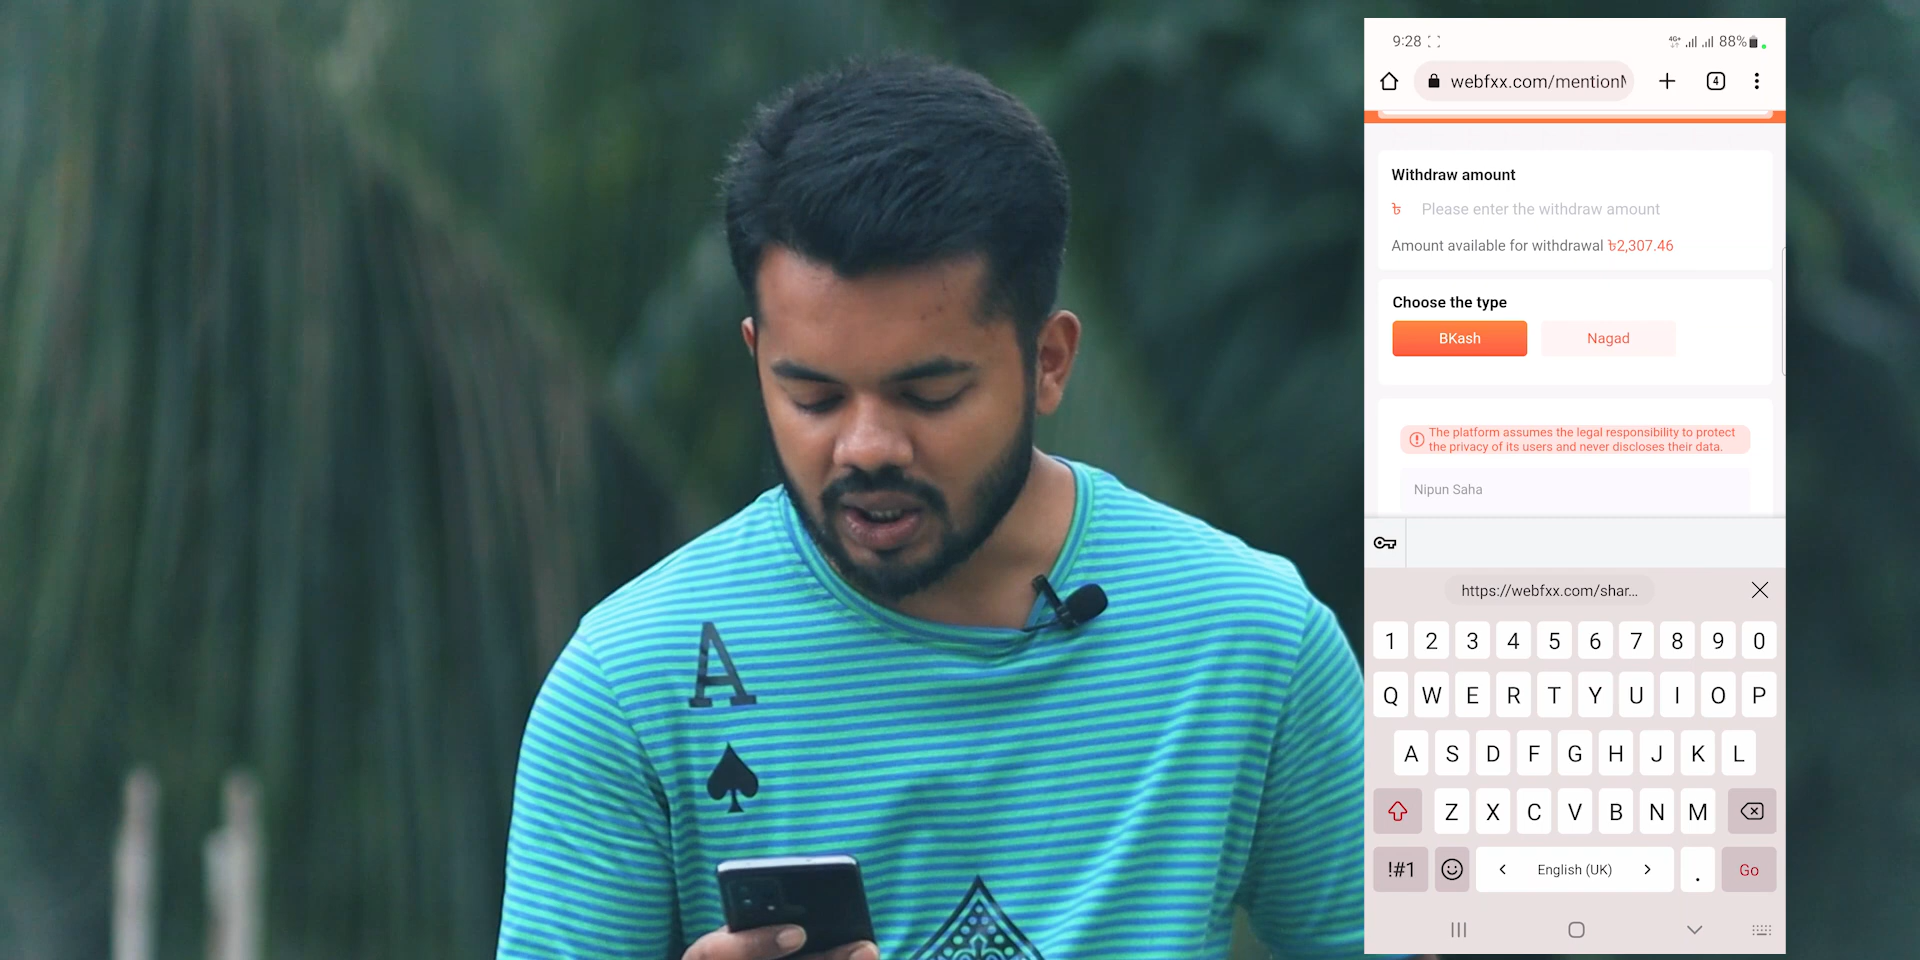 9:28
4G+ 88%
webfxx.com/mention
4
Withdraw amount
৳ Please enter the withdraw amount
Amount available for withdrawal ৳2,307.46
Choose the type
BKash Nagad
The platform assumes the legal responsibility to protect
the privacy of its users and never discloses their data.
Nipun Saha
https://webfxx.com/shar...
1 2 3 4 5 6 7 8 9 0
Q W E R T Y U I O P
A S D F G H J K L
Z X C V B N M
!#1 < English (UK) > . Go
A